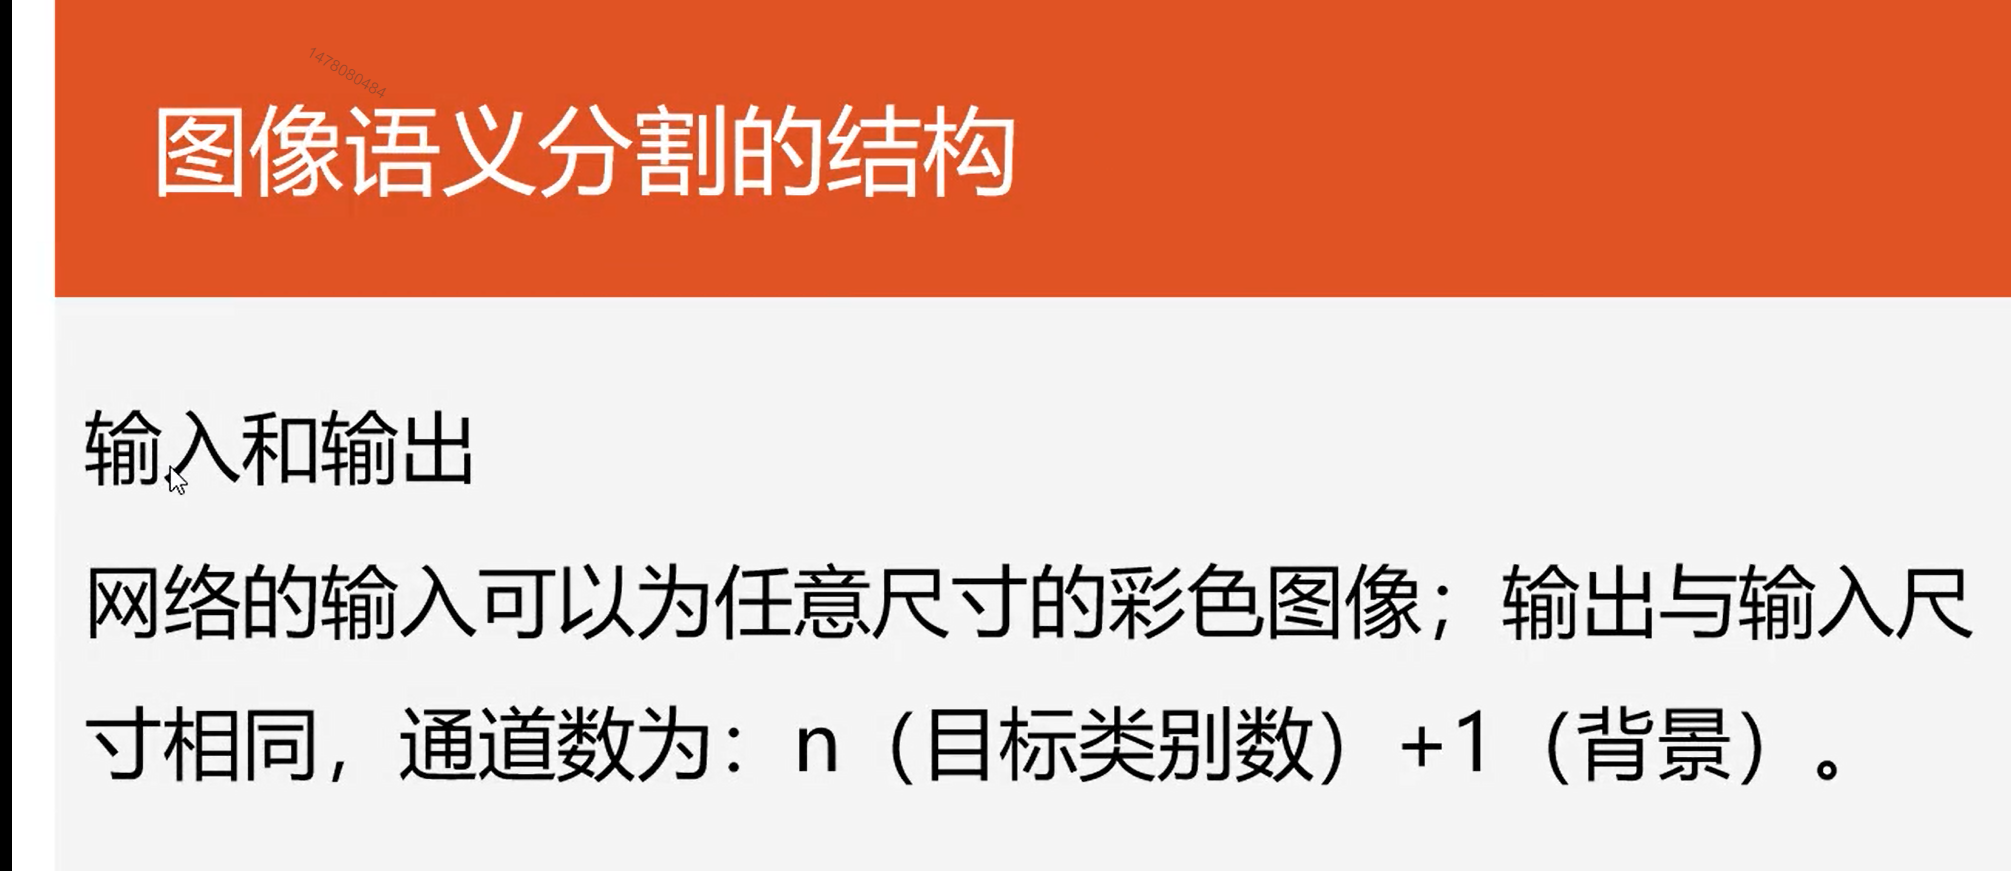 1478080484
图像语义分割的结构
输入和输出
网络的输入可以为任意尺寸的彩色图像；输出与输入尺
寸相同，通道数为：n（目标类别数）+1（背景）。